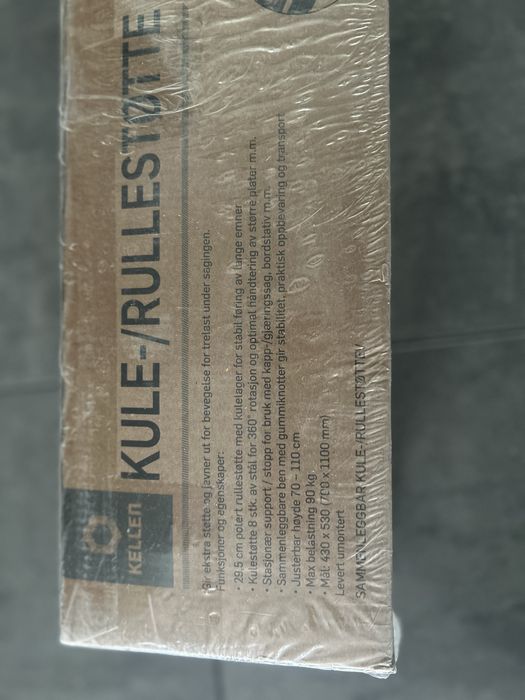 KELLEN
KULE-/RULLESTØTTE
Gir ekstra støtte og jevner ut for bevegelse for trelast under sagingen.
Funksjoner og egenskaper:
• 29,5 cm polert rullestøtte med kulelager for stabil føring av lange emner
• Kulestøtte 8 stk. av stål for 360° rotasjon og optimal håndtering av større plater m.m.
• Stasjonær support / stopp for bruk med kapp-/gjæringssag, bordstativ m.m.
• Sammenleggbare ben med gummiknotter gir stabilitet, praktisk oppbevaring og transport
• Justerbar høyde 70 – 110 cm
• Max belastning 90 kg
• Mål: 430 x 530 (700 x 1100 mm)
Levert umontert
SAMMENLEGGBAR KULE-/RULLESTØTTE/